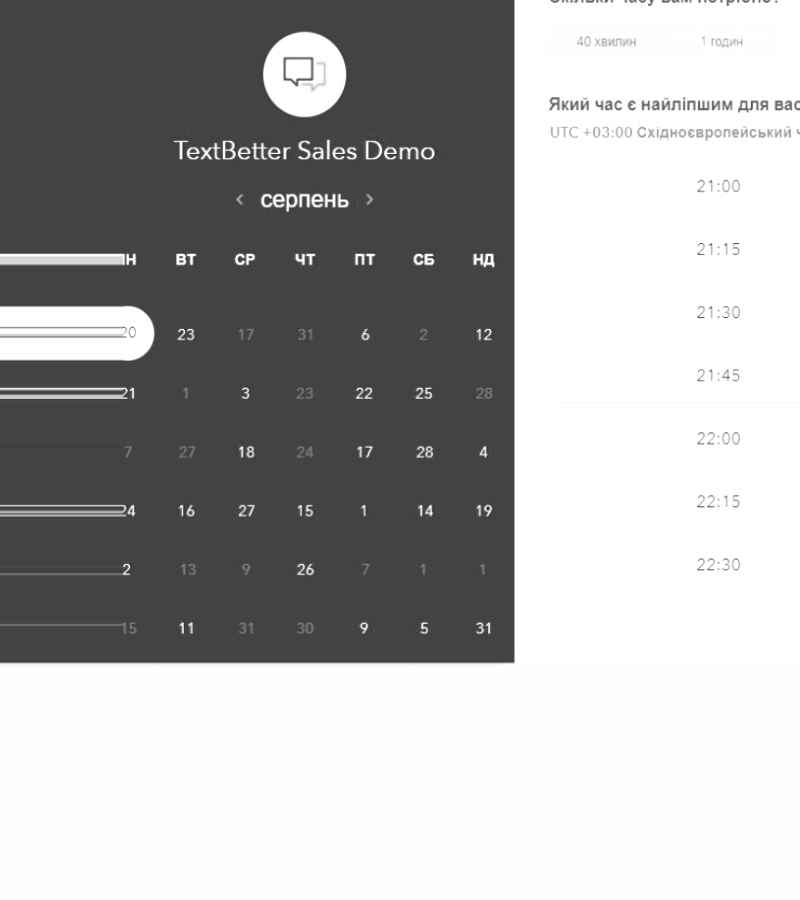 TextBetter Sales Demo
серпень
Н ВТ СР ЧТ ПТ СБ НД
20 23 17 31 6 2 12
21 1 3 23 22 25 28
7 27 18 24 17 28 4
24 16 27 15 1 14 19
2 13 9 26 7 1 1
15 11 31 30 9 5 31
Скільки часу вам потрібно?
40 хвилин 1 годин
Який час є найліпшим для вас
UTC +03:00 Східноєвропейський ч
21:00
21:15
21:30
21:45
22:00
22:15
22:30